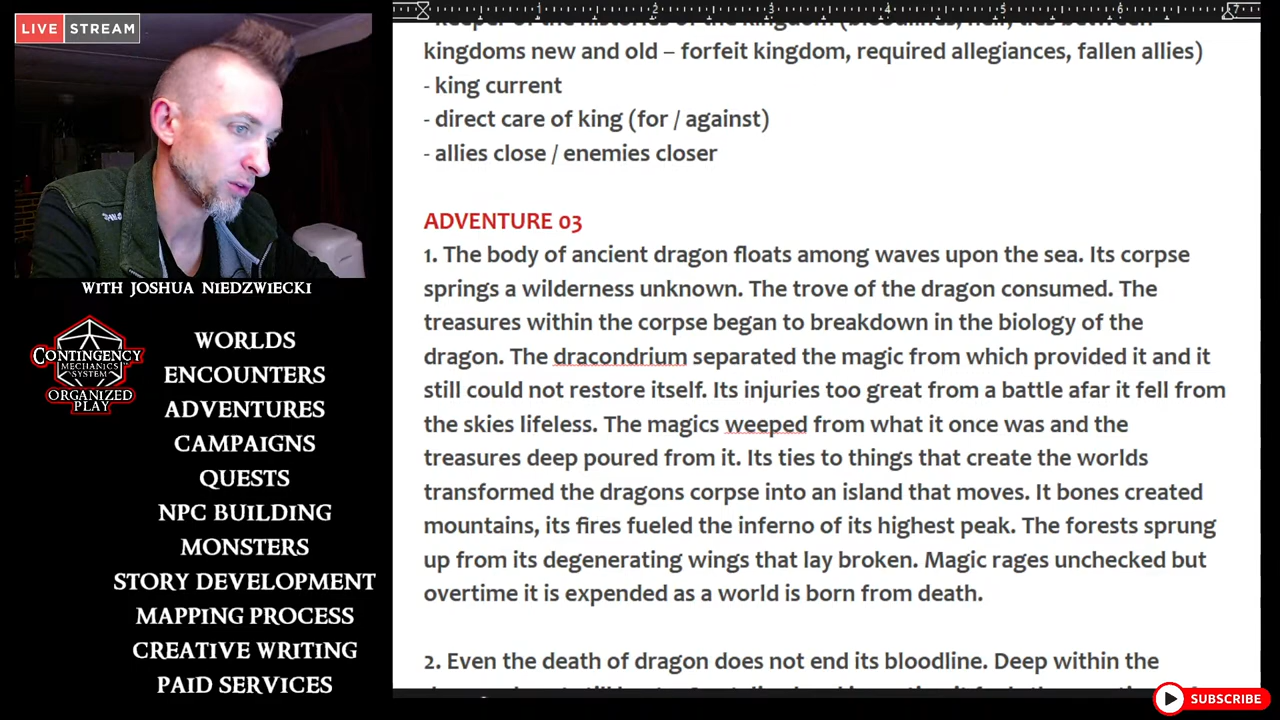 LIVE STREAM
WITH JOSHUA NIEDZWIECKI
CONTINGENCY
MECHANICS
SYSTEM
ORGANIZED
PLAY
WORLDS
ENCOUNTERS
ADVENTURES
CAMPAIGNS
QUESTS
NPC BUILDING
MONSTERS
STORY DEVELOPMENT
MAPPING PROCESS
CREATIVE WRITING
PAID SERVICES
1 2 3 4 5 6 7
kingdoms new and old – forfeit kingdom, required allegiances, fallen allies)
- king current
- direct care of king (for / against)
- allies close / enemies closer
ADVENTURE 03
1. The body of ancient dragon floats among waves upon the sea. Its corpse
springs a wilderness unknown. The trove of the dragon consumed. The
treasures within the corpse began to breakdown in the biology of the
dragon. The dracondrium separated the magic from which provided it and it
still could not restore itself. Its injuries too great from a battle afar it fell from
the skies lifeless. The magics weeped from what it once was and the
treasures deep poured from it. Its ties to things that create the worlds
transformed the dragons corpse into an island that moves. It bones created
mountains, its fires fueled the inferno of its highest peak. The forests sprung
up from its degenerating wings that lay broken. Magic rages unchecked but
overtime it is expended as a world is born from death.
2. Even the death of dragon does not end its bloodline. Deep within the
SUBSCRIBE